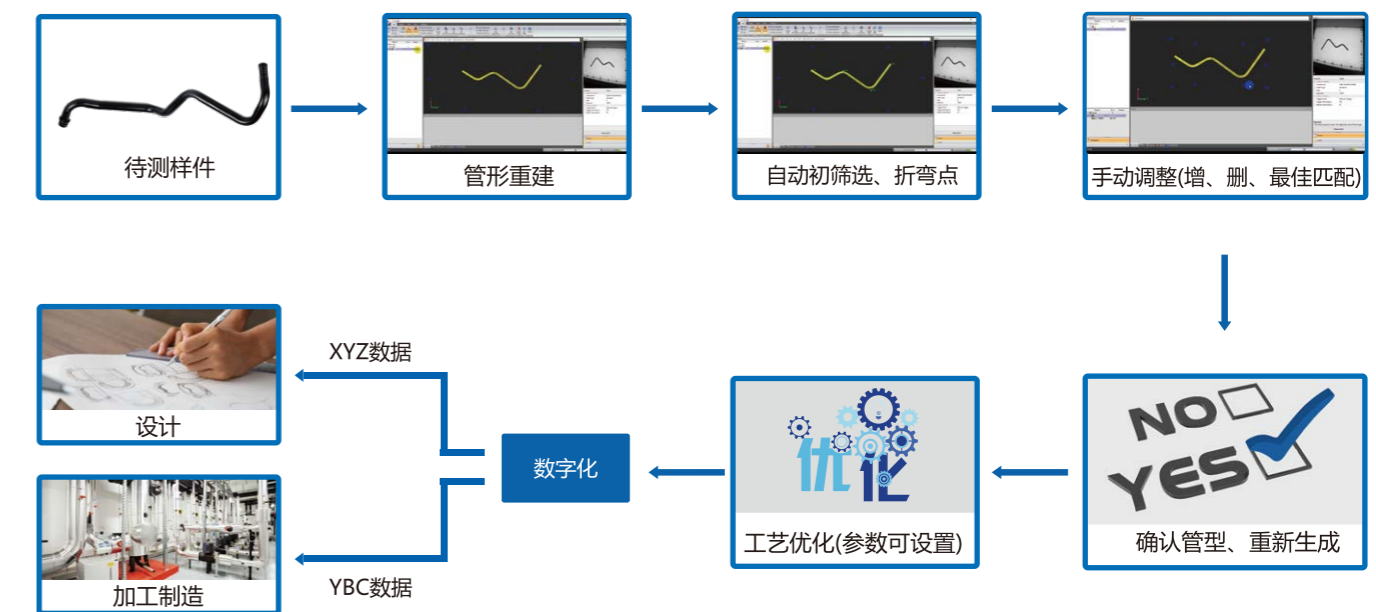 待测样件
管形重建
自动初筛选、折弯点
手动调整(增、删、最佳匹配)
NO
YES
确认管型、重新生成
优化
工艺优化(参数可设置)
数字化
XYZ数据
设计
YBC数据
加工制造